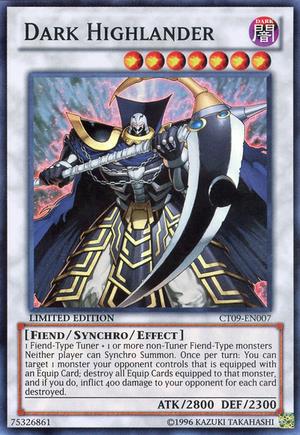 DARK HIGHLANDER
DARK
闇
LIMITED EDITION
CT09-EN007
[FIEND/SYNCHRO/EFFECT]
1 Fiend-Type Tuner + 1 or more non-Tuner Fiend-Type monsters
Neither player can Synchro Summon. Once per turn: You can
target 1 monster your opponent controls that is equipped with
an Equip Card; destroy all Equip Cards equipped to that monster,
and if you do, inflict 400 damage to your opponent for each card
destroyed.
ATK/2800 DEF/2300
75326861
©1996 KAZUKI TAKAHASHI